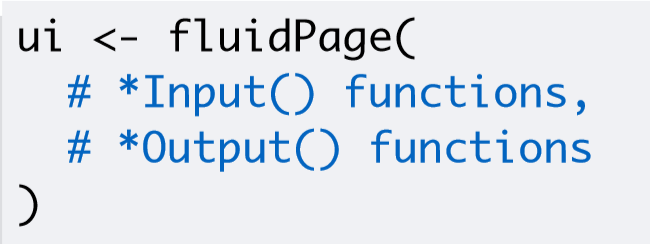 ui <- fluidPage(
  # *Input() functions,
  # *Output() functions
)